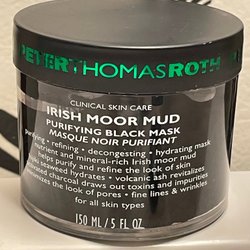 PETER THOMAS ROTH
CLINICAL SKIN CARE
IRISH MOOR MUD
PURIFYING BLACK MASK
MASQUE NOIR PURIFIANT
Purifying • refining • decongesting • hydrating mask
nutrient and mineral-rich Irish moor mud
helps purify and refine the look of skin
seaweed hydrates • volcanic ash revitalizes
activated charcoal draws out toxins and impurities
minimizes the look of pores • fine lines & wrinkles
for all skin types
150 ML / 5 FL OZ